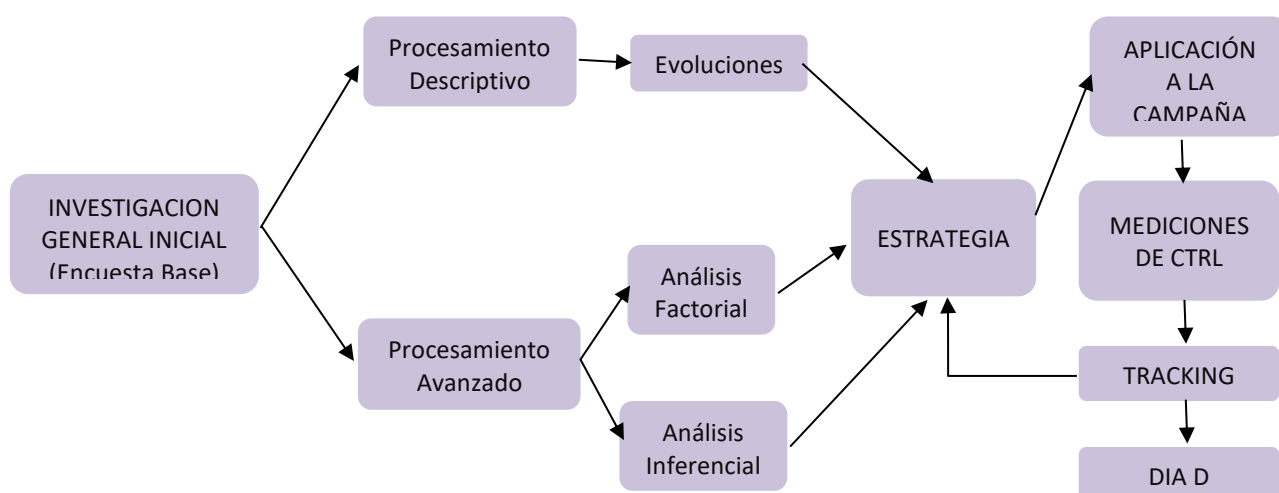 Procesamiento
Descriptivo
Evoluciones
APLICACIÓN
A LA
CAMPAÑA
INVESTIGACION
GENERAL INICIAL
(Encuesta Base)
ESTRATEGIA
MEDICIONES
DE CTRL
Análisis
Factorial
Procesamiento
Avanzado
TRACKING
Análisis
Inferencial
DIA D